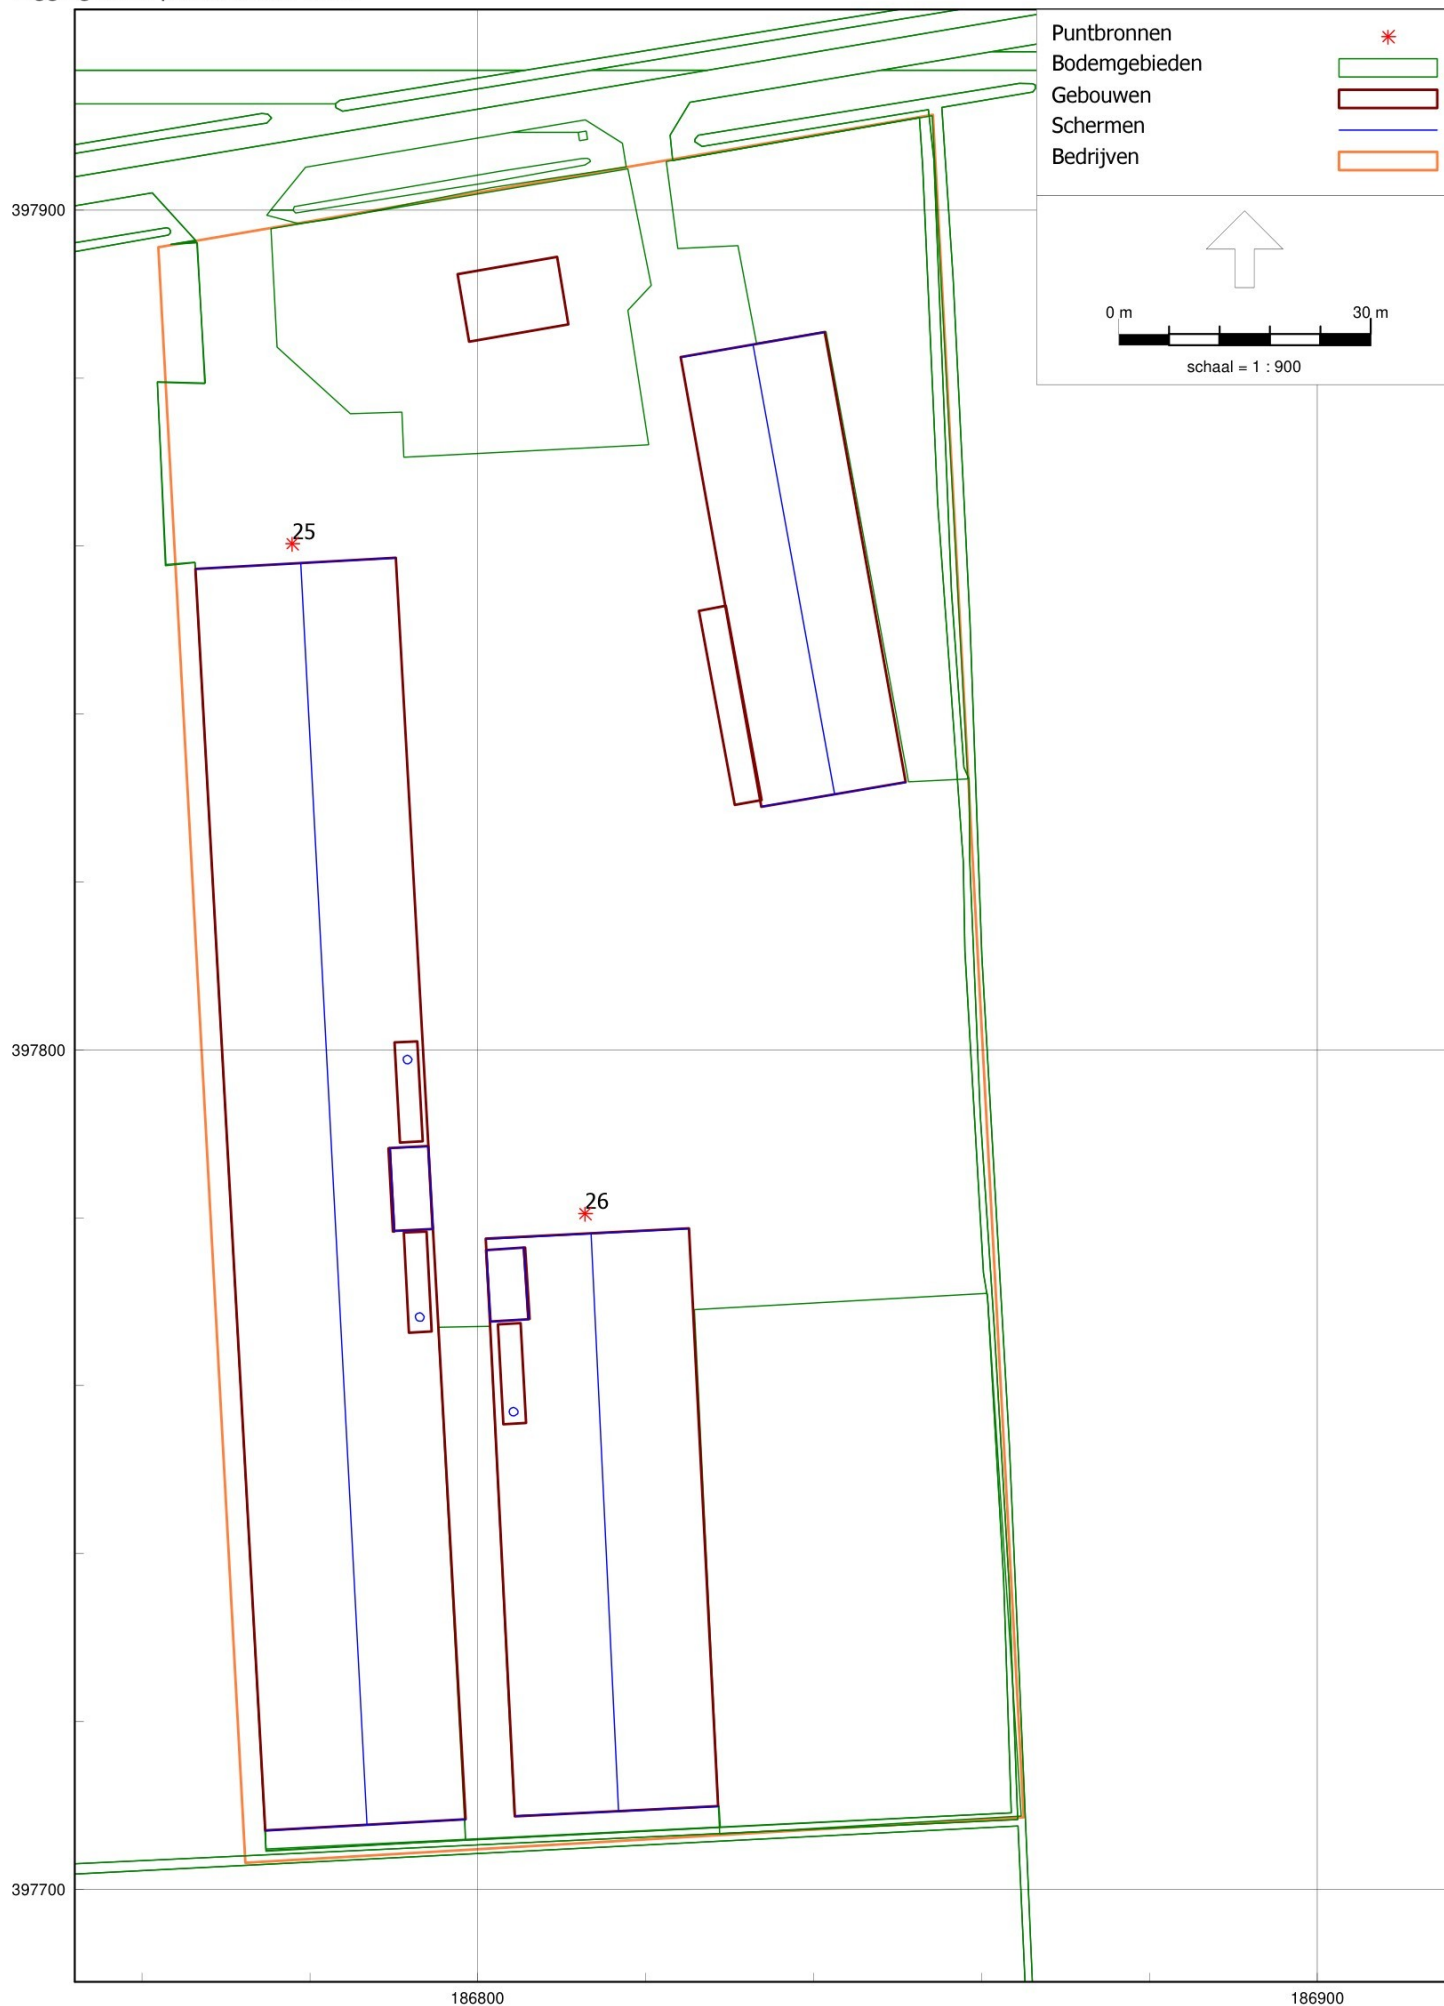 Puntbronnen
Bodemgebieden
Gebouwen
Schermen
Bedrijven
0 m 30 m
schaal = 1 : 900
397900
25
397800
26
397700
186800 186900